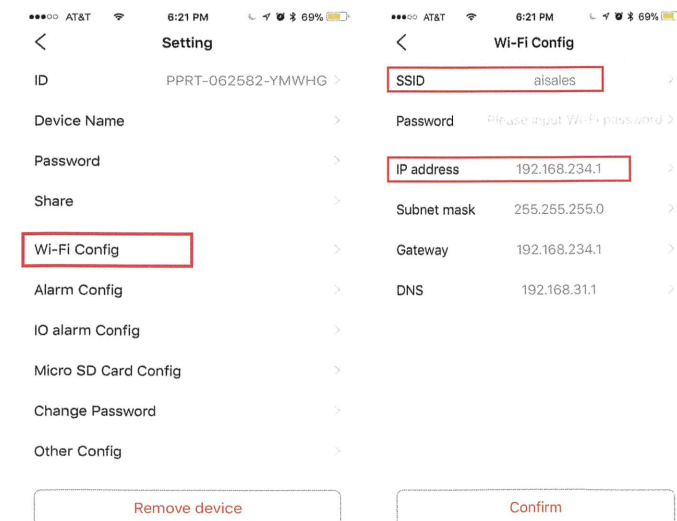 AT&T 6:21 PM 69%
Setting
ID PPRT-062582-YMWHG
Device Name
Password
Share
Wi-Fi Config
Alarm Config
IO alarm Config
Micro SD Card Config
Change Password
Other Config
Remove device
AT&T 6:21 PM 69%
Wi-Fi Config
SSID aisales
Password Please input Wi-Fi password
IP address 192.168.234.1
Subnet mask 255.255.255.0
Gateway 192.168.234.1
DNS 192.168.31.1
Confirm